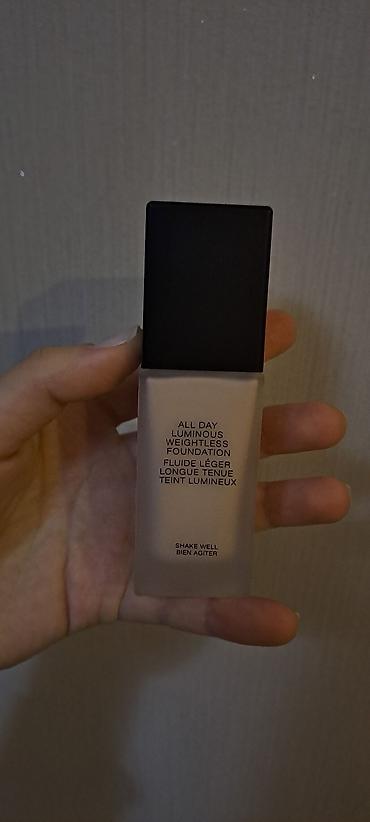 ALL DAY
LUMINOUS
WEIGHTLESS
FOUNDATION
FLUIDE LÉGER
LONGUE TENUE
TEINT LUMINEUX
SHAKE WELL
BIEN AGITER